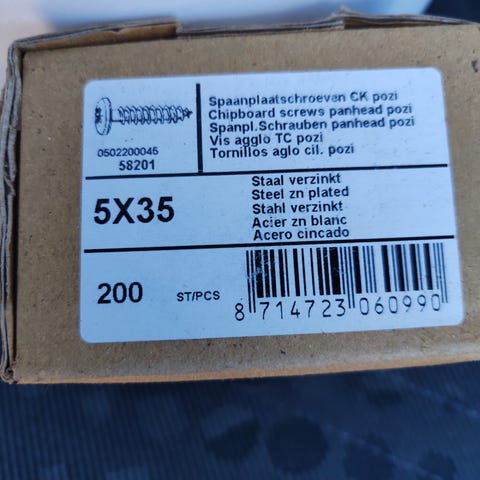 Spaanplaatschroeven CK pozi
Chipboard screws panhead pozi
Spanpl.Schrauben panhead pozi
Vis agglo TC pozi
Tornillos aglo cil. pozi
0502200045
58201
5X35
Staal verzinkt
Steel zn plated
Stahl verzinkt
Acier zn blanc
Acero cincado
200 ST/PCS
8 714723 060990